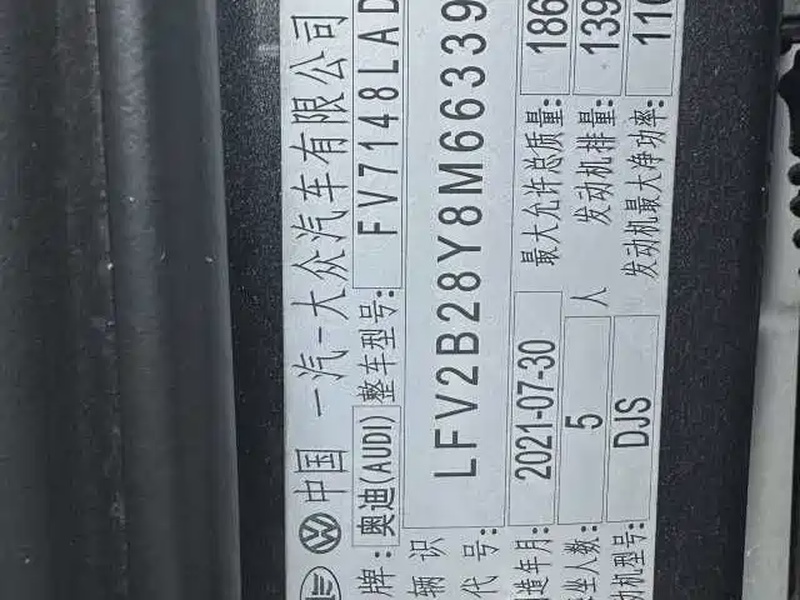 中国 一汽-大众汽车有限公司
牌: 奥迪(AUDI) 整车型号: FV7148LAD
辆识 LFV2B28Y8M66339
代号:
造年月: 2021-07-30 最大允许总质量: 186
坐人数: 5 人 发动机排量: 139
动机型号: DJS 发动机最大净功率: 110